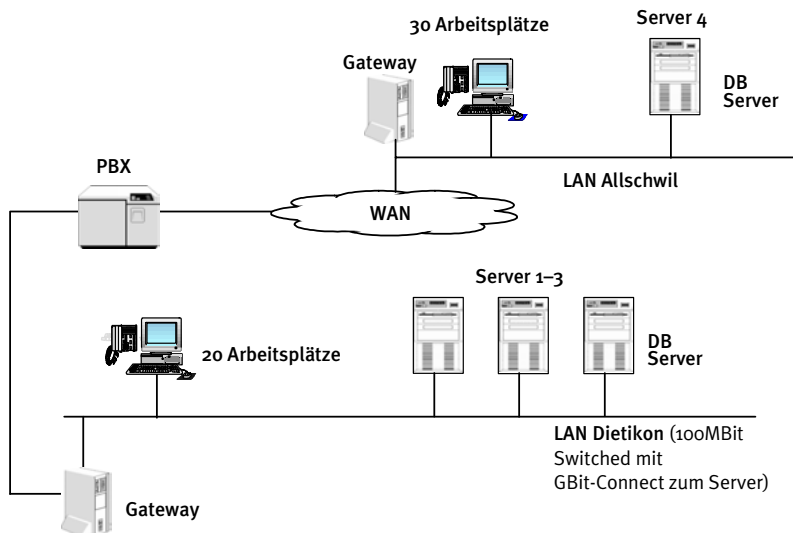 30 Arbeitsplätze
Server 4
Gateway
DB
Server
PBX
LAN Allschwil
WAN
Server 1–3
20 Arbeitsplätze
DB
Server
LAN Dietikon (100MBit
Switched mit
GBit-Connect zum Server)
Gateway